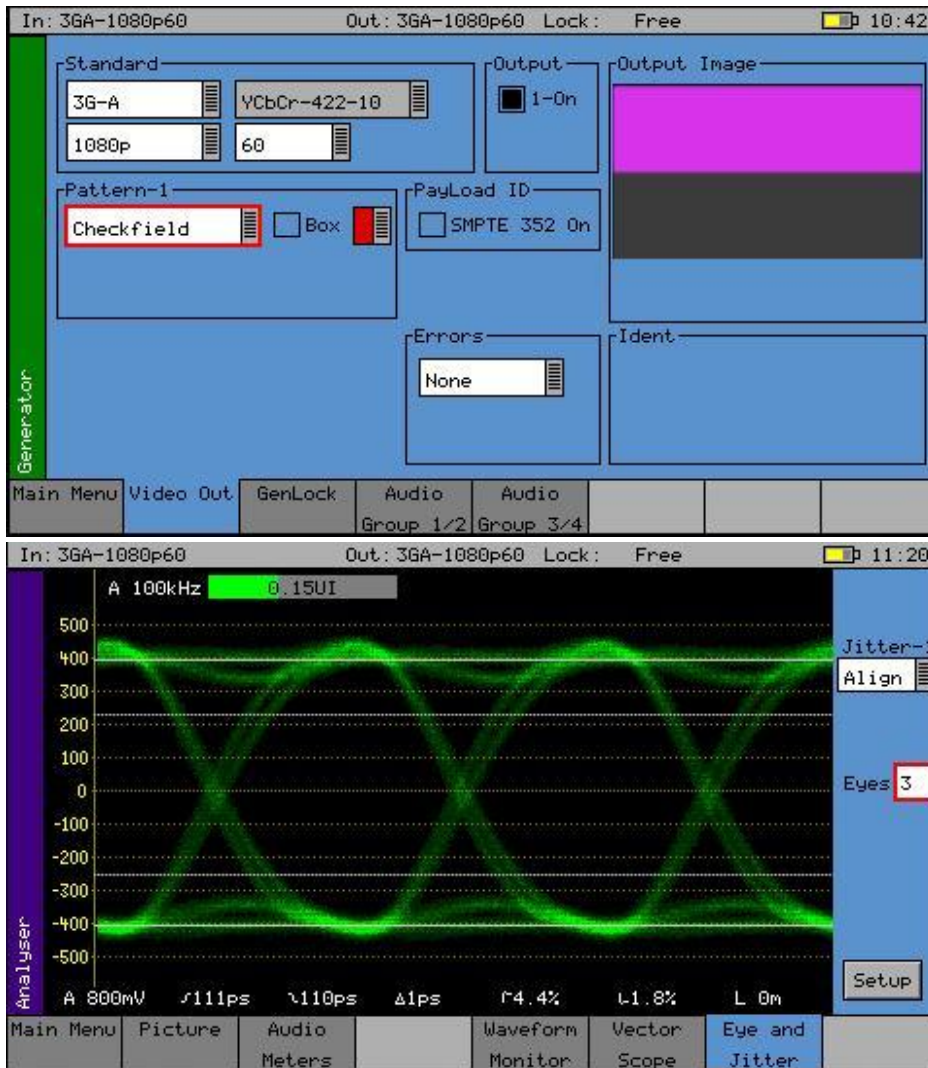 In: 3GA-1080p60 Out: 3GA-1080p60 Lock: Free 10:42
Standard
3G-A YCbCr-422-10
1080p 60
Output
1-On
Output Image
Pattern-1
Checkfield Box
PayLoad ID
SMPTE 352 On
Errors
None
Ident
Generator
Main Menu Video Out GenLock Audio Group 1/2 Audio Group 3/4
In: 3GA-1080p60 Out: 3GA-1080p60 Lock: Free 11:20
A 100kHz 0.15UI
500
400
300
200
100
0
-100
-200
-300
-400
-500
Jitter-1
Align
Eyes 3
Setup
Analyser
A 800mV 111ps 110ps Δ1ps 4.4% 1.8% L 0m
Main Menu Picture Audio Meters Waveform Monitor Vector Scope Eye and Jitter